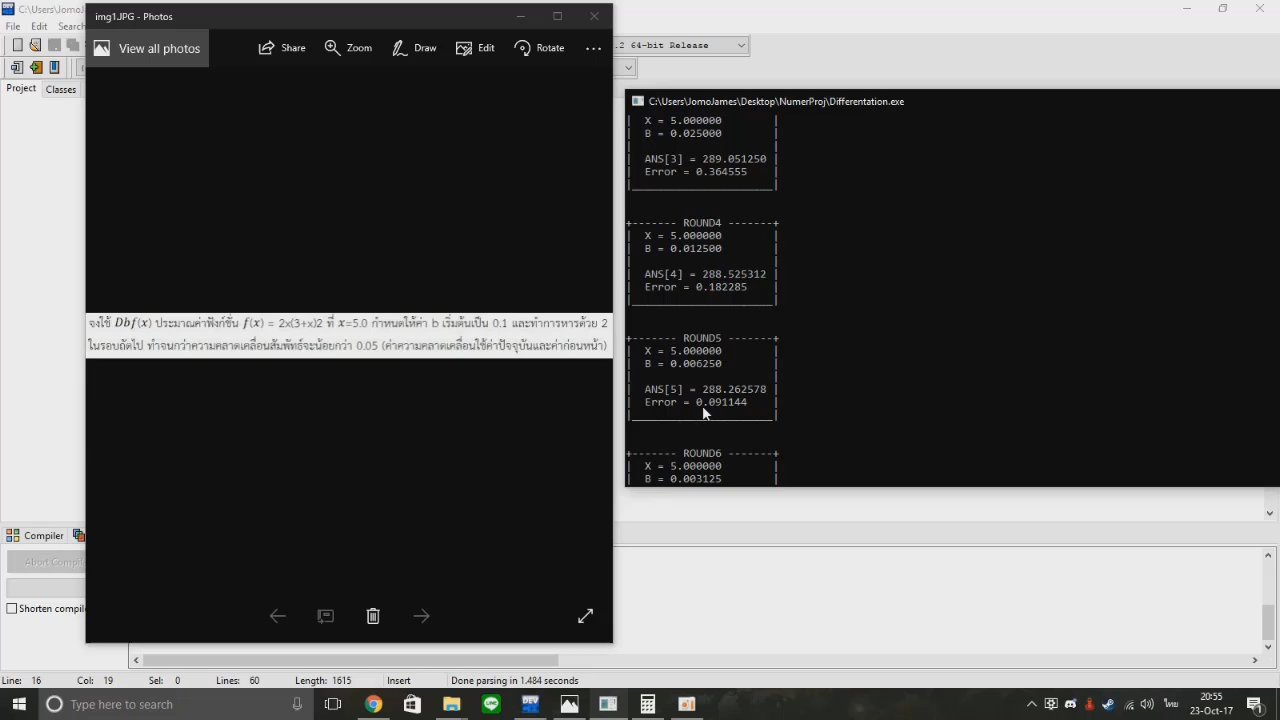 C:\Users
File Edit Search
Project Classes
img1.JPG - Photos
View all photos Share Zoom Draw Edit Rotate
.2 64-bit Release
C:\Users\JomoJames\Desktop\NumerProj\Differentation.exe
| X = 5.000000 |
| B = 0.025000 |
| |
| ANS[3] = 289.051250 |
| Error = 0.364555 |
|______________________|
+------- ROUND4 -------+
| X = 5.000000 |
| B = 0.012500 |
| |
| ANS[4] = 288.525312 |
| Error = 0.182285 |
|______________________|
+------- ROUND5 -------+
| X = 5.000000 |
| B = 0.006250 |
| |
| ANS[5] = 288.262578 |
| Error = 0.091144 |
|______________________|
+------- ROUND6 -------+
| X = 5.000000 |
| B = 0.003125 |
จงใช้ Dbf(x) ประมาณค่าฟังก์ชั่น f(x) = 2x(3+x)2 ที่ x=5.0 กำหนดให้ค่า b เริ่มต้นเป็น 0.1 และทำการหารด้วย 2
ในรอบถัดไป ทำจนกว่าความคลาดเคลื่อนสัมพัทธ์จะน้อยกว่า 0.05 (ค่าความคลาดเคลื่อนใช้ค่าปัจจุบันและค่าก่อนหน้า)
Compiler
Abort Compil
Shorten compile
Line: 16 Col: 19 Sel: 0 Lines: 60 Length: 1615 Insert Done parsing in 1.484 seconds
Type here to search
ไทย
20:55
23-Oct-17